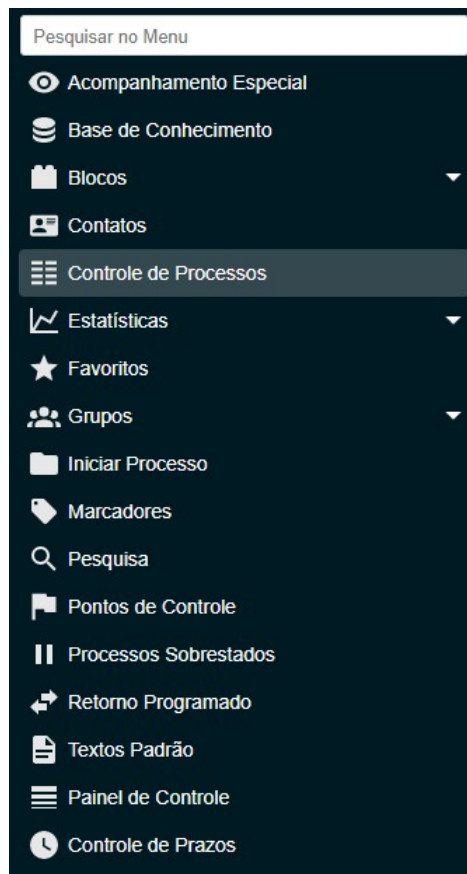 Pesquisar no Menu
Acompanhamento Especial
Base de Conhecimento
Blocos
Contatos
Controle de Processos
Estatísticas
Favoritos
Grupos
Iniciar Processo
Marcadores
Pesquisa
Pontos de Controle
Processos Sobrestados
Retorno Programado
Textos Padrão
Painel de Controle
Controle de Prazos